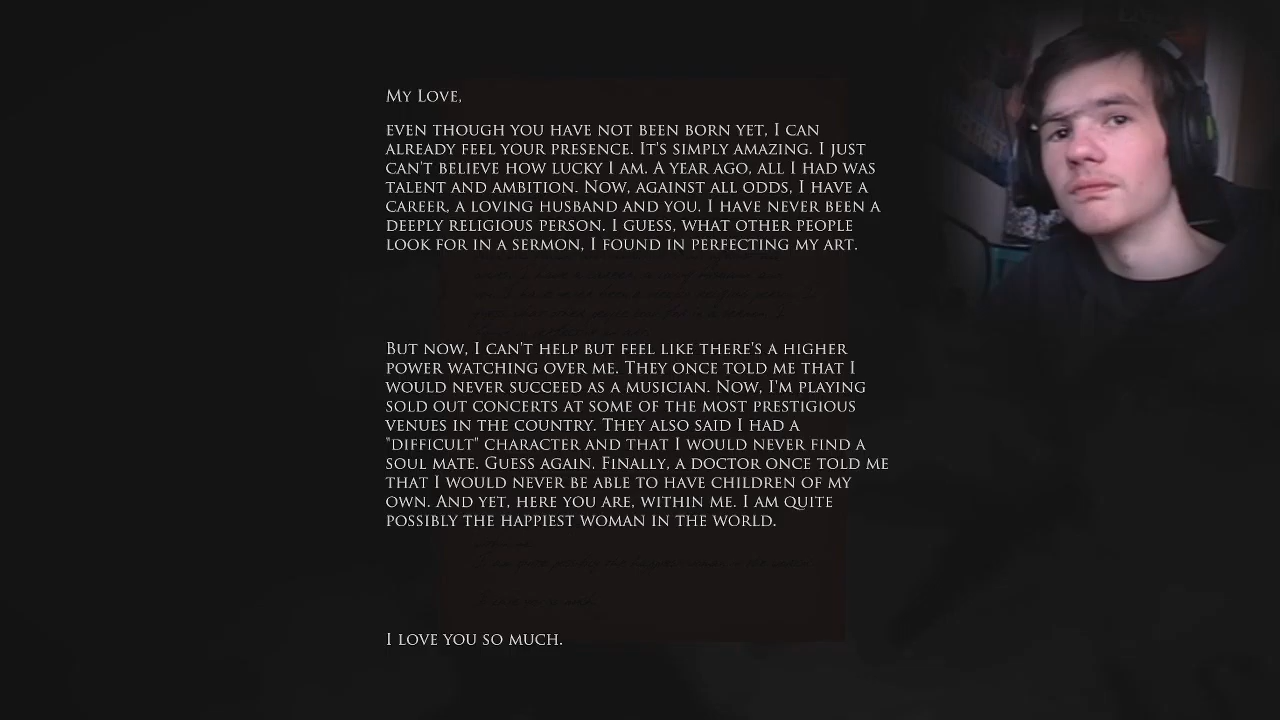 My Love,
even though you have not been born yet, I can
already feel your presence. It's simply amazing. I just
can't believe how lucky I am. A year ago, all I had was
talent and ambition. Now, against all odds, I have a
career, a loving husband and you. I have never been a
deeply religious person. I guess, what other people
look for in a sermon, I found in perfecting my art.
But now, I can't help but feel like there's a higher
power watching over me. They once told me that I
would never succeed as a musician. Now, I'm playing
sold out concerts at some of the most prestigious
venues in the country. They also said I had a
"difficult" character and that I would never find a
soul mate. Guess again. Finally, a doctor once told me
that I would never be able to have children of my
own. And yet, here you are, within me. I am quite
possibly the happiest woman in the world.
I love you so much.